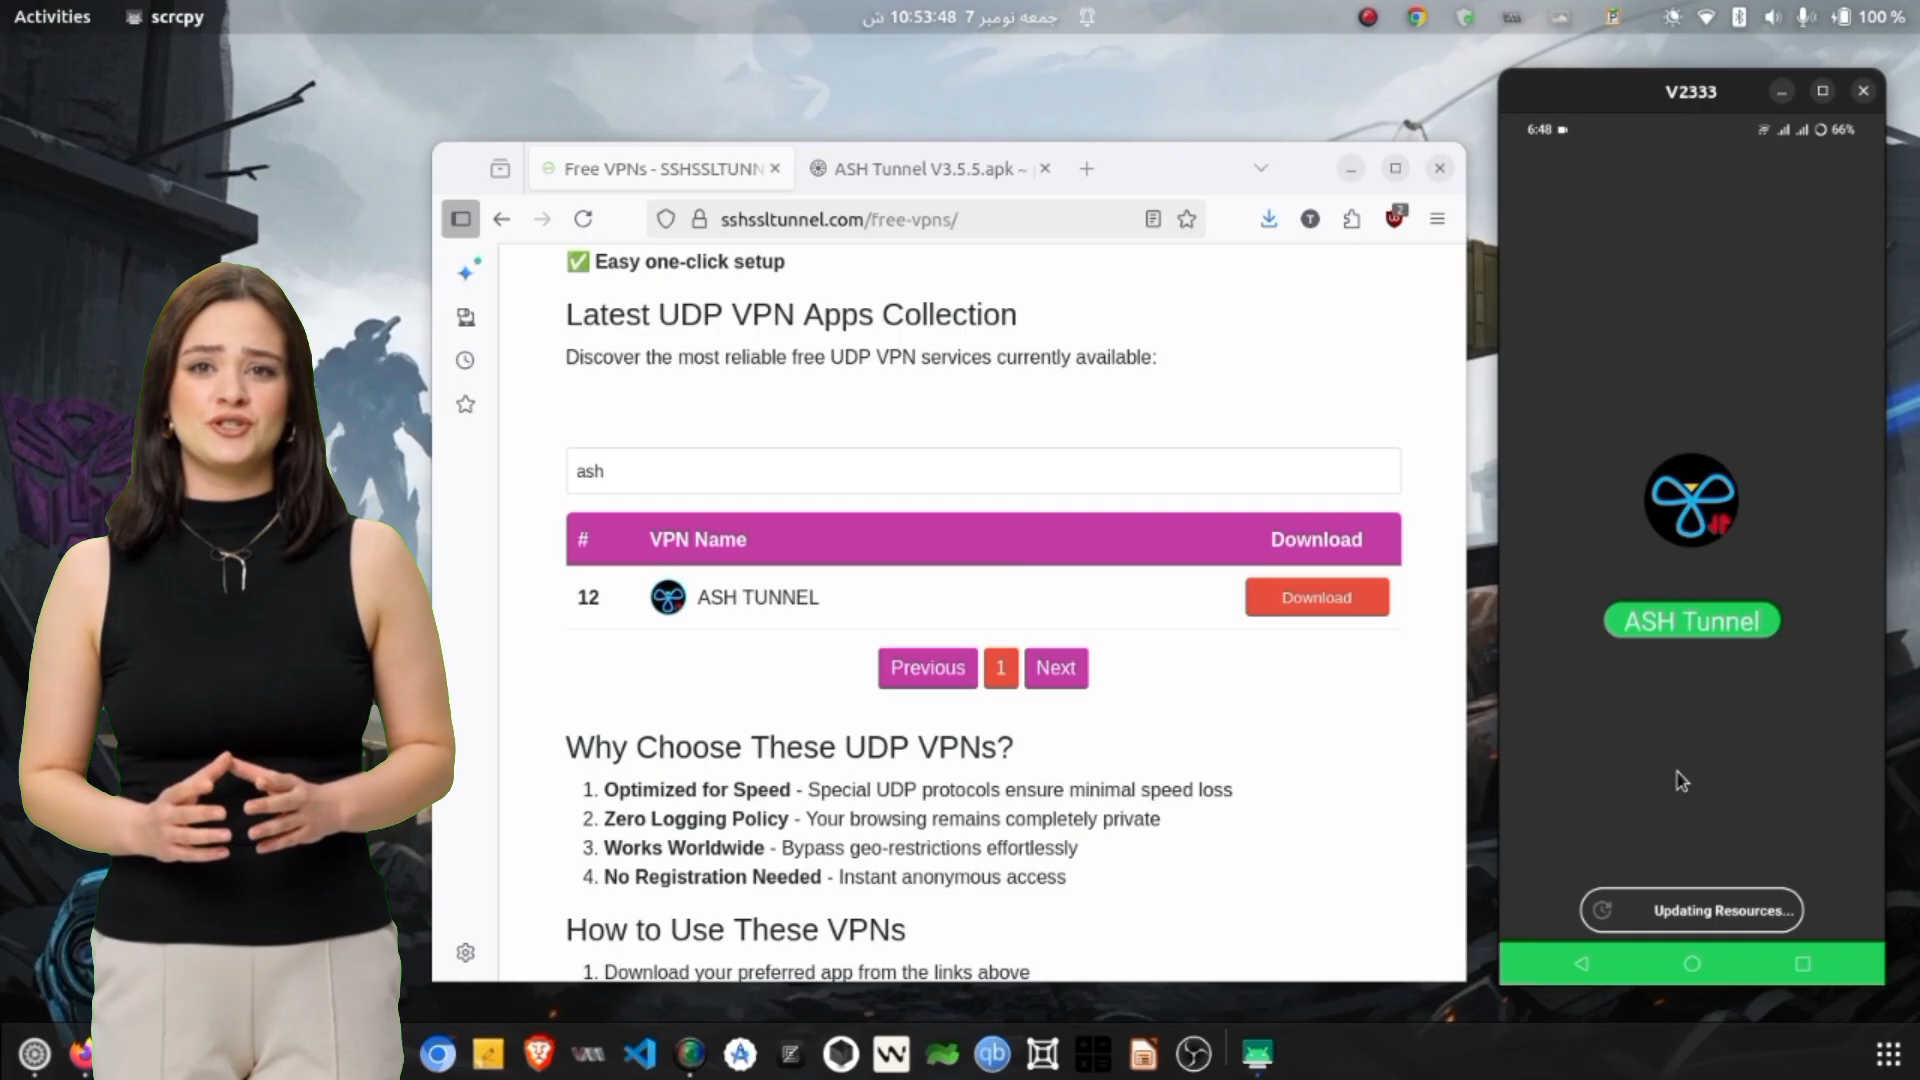 Activities
scrcpy
جمعه نومبر 7 10:53:48 ش
100 %
Free VPNs - SSHSSLTUNN
ASH Tunnel V3.5.5.apk ~
sshssltunnel.com/free-vpns/
2
T
✅ Easy one-click setup
Latest UDP VPN Apps Collection
Discover the most reliable free UDP VPN services currently available:
ash
# VPN Name Download
12 ASH TUNNEL Download
Previous 1 Next
Why Choose These UDP VPNs?
1. Optimized for Speed - Special UDP protocols ensure minimal speed loss
2. Zero Logging Policy - Your browsing remains completely private
3. Works Worldwide - Bypass geo-restrictions effortlessly
4. No Registration Needed - Instant anonymous access
How to Use These VPNs
1. Download your preferred app from the links above
V2333
6:48
66%
ASH Tunnel
Updating Resources...
qb